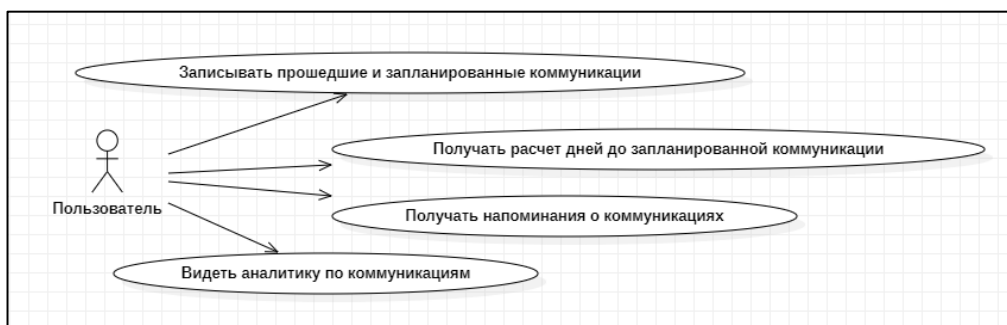 Записывать прошедшие и запланированные коммуникации
Получать расчет дней до запланированной коммуникации
Пользователь
Получать напоминания о коммуникациях
Видеть аналитику по коммуникациям